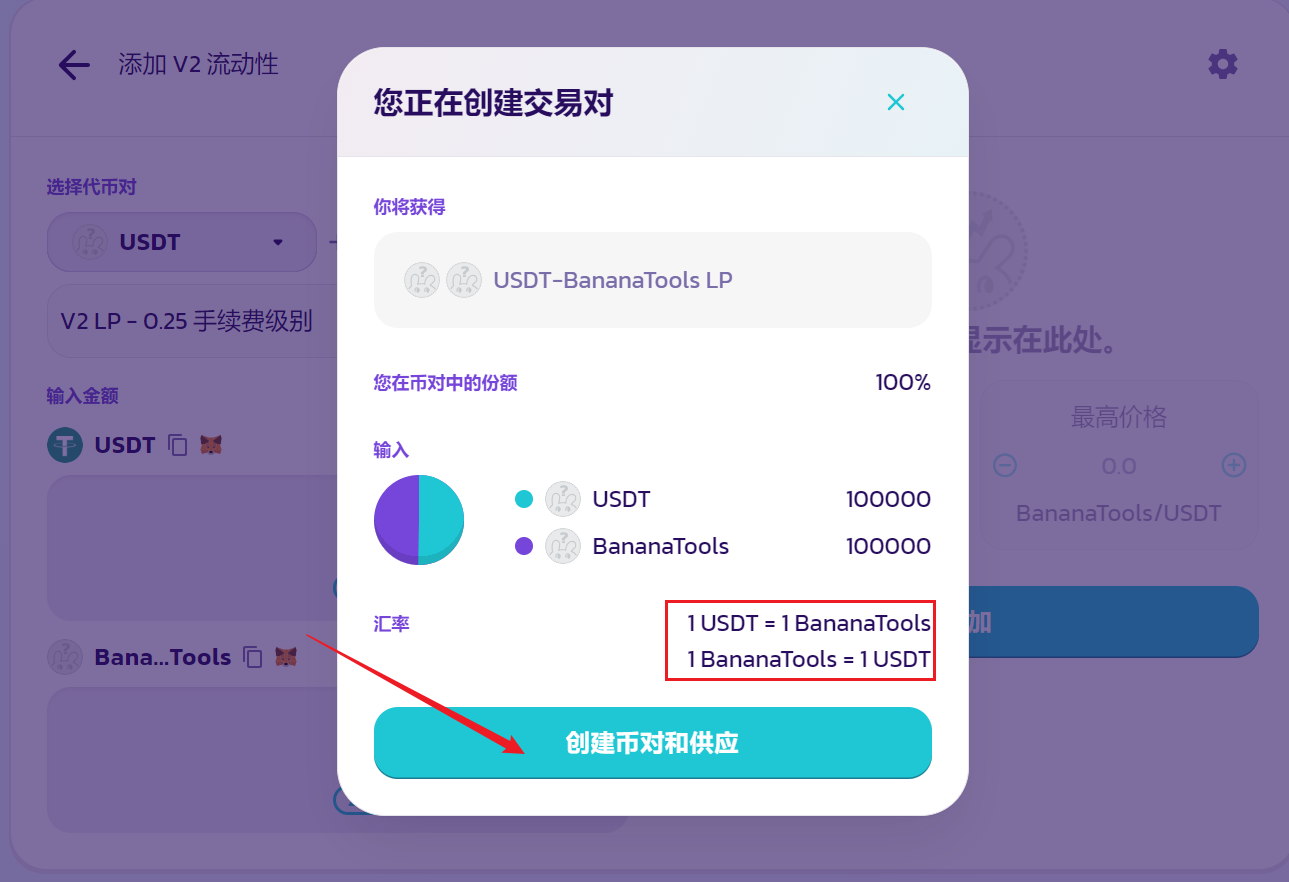 添加 V2 流动性
选择代币对
USDT
V2 LP - 0.25 手续费级别
输入金额
USDT
Bana...Tools
您正在创建交易对
你将获得
USDT-BananaTools LP
您在币对中的份额 100%
输入
USDT 100000
BananaTools 100000
汇率 1 USDT = 1 BananaTools
1 BananaTools = 1 USDT
创建币对和供应
显示在此处。
最高价格
0.0
BananaTools/USDT
加